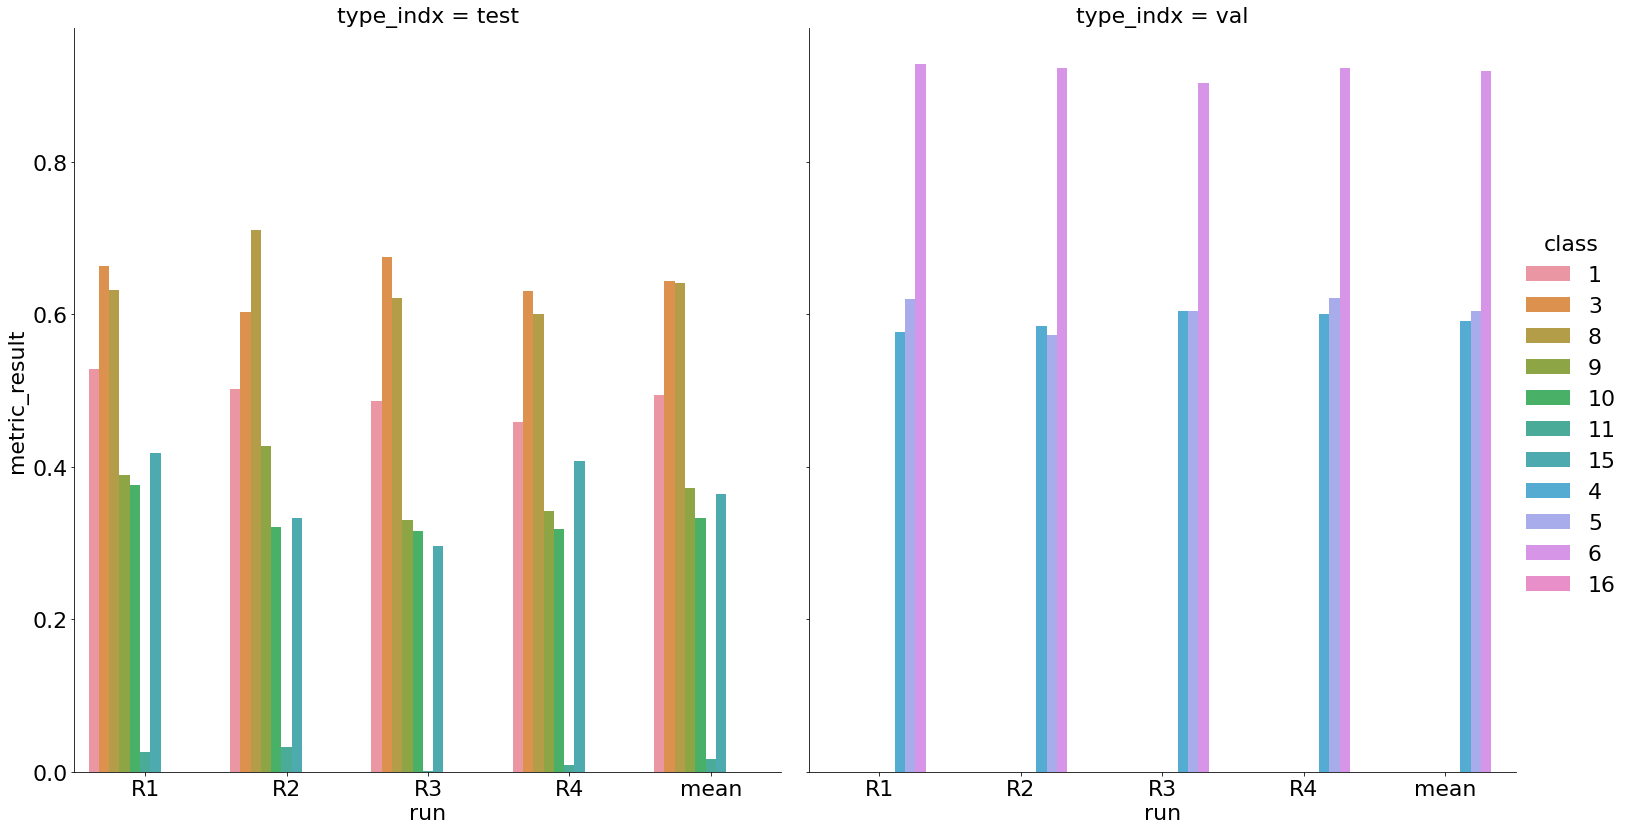 type_indx = test
type_indx = val
metric_result
0.8
0.6
0.4
0.2
0.0
R1 R2 R3 R4 mean
run
R1 R2 R3 R4 mean
run
class
1
3
8
9
10
11
15
4
5
6
16